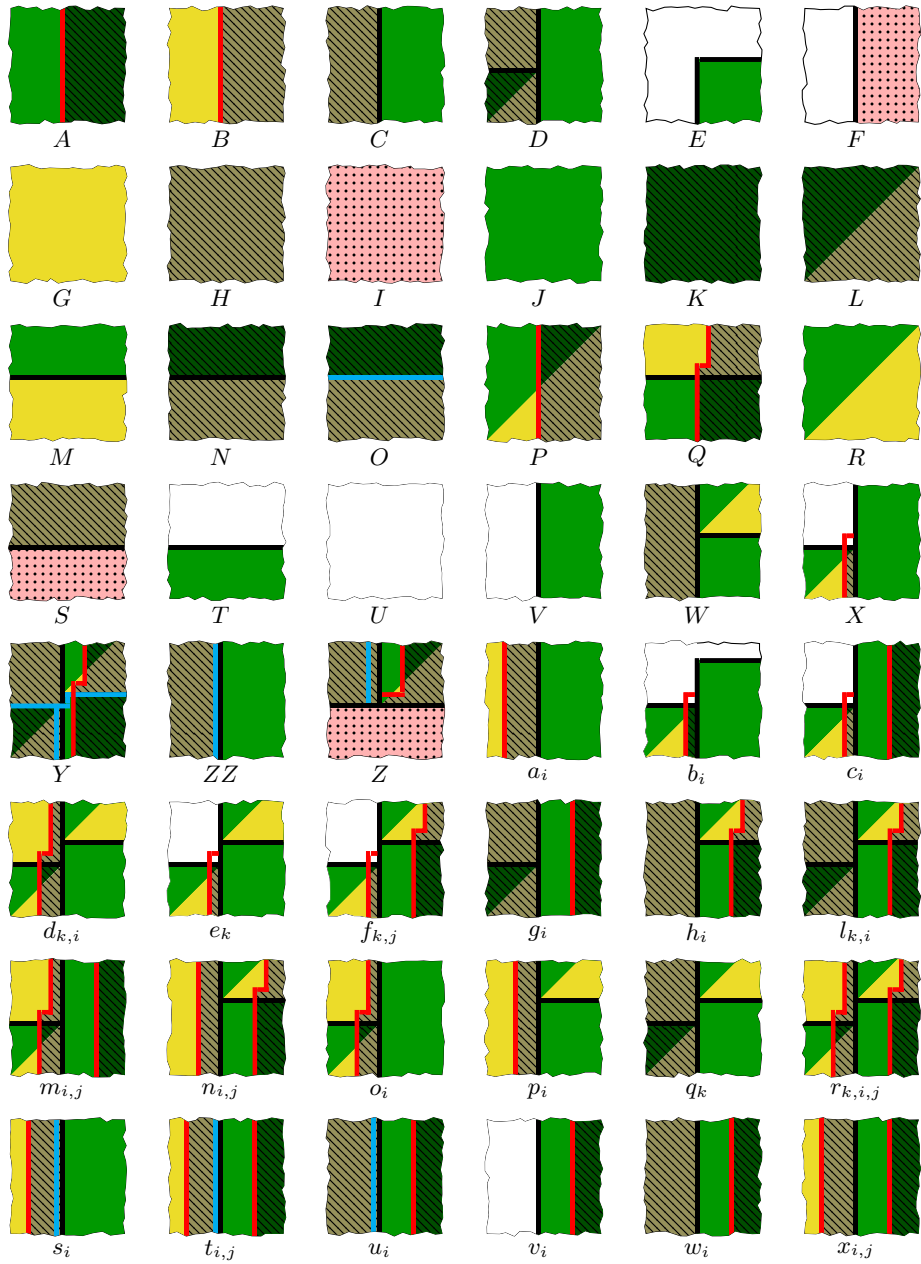 A B C D E F
G H I J K L
M N O P Q R
S T U V W X
Y ZZ Z a_i b_i c_i
d_{k,i} e_k f_{k,j} g_i h_i l_{k,i}
m_{i,j} n_{i,j} o_i p_i q_k r_{k,i,j}
s_i t_{i,j} u_i v_i w_i x_{i,j}